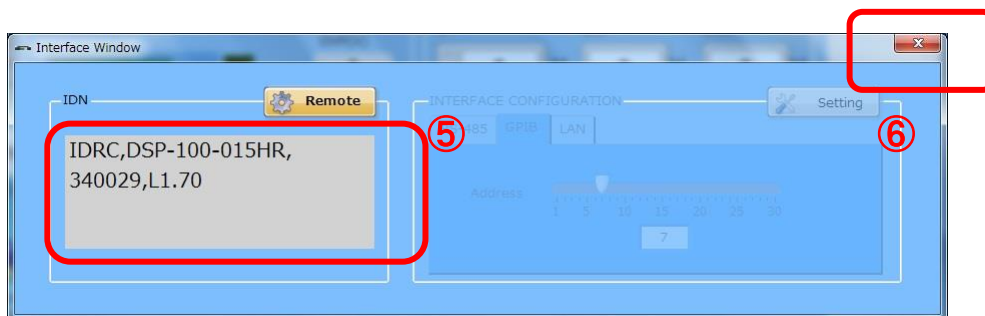 Interface Window
x
IDN
Remote
IDRC,DSP-100-015HR,
340029,L1.70
⑤
INTERFACE CONFIGURATION
Setting
485 GPIB LAN
⑥
Address
1 5 10 15 20 25 30
7